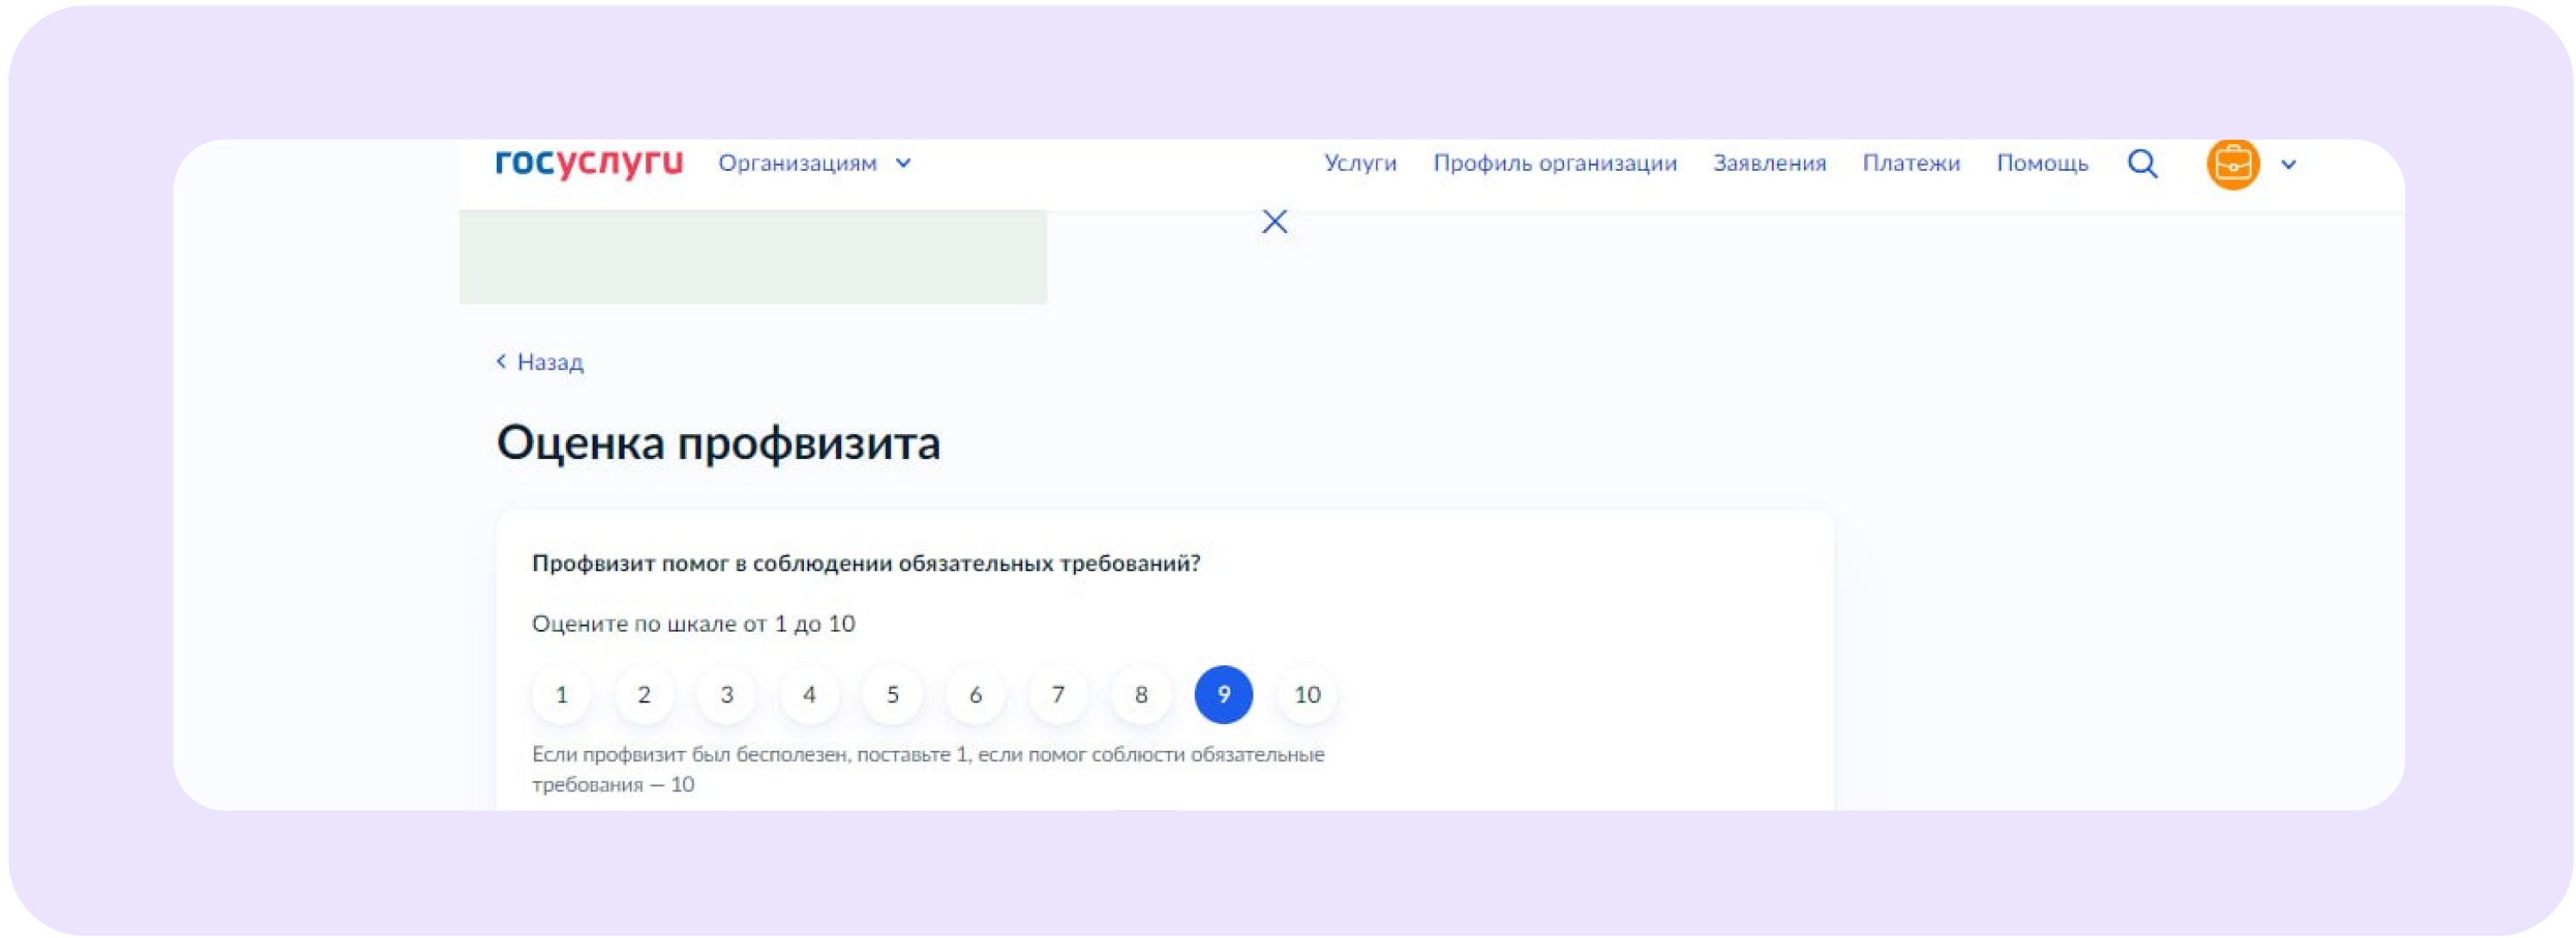 госуслуги Организациям Услуги Профиль организации Заявления Платежи Помощь
Назад
Оценка профвизита
Профвизит помог в соблюдении обязательных требований?
Оцените по шкале от 1 до 10
1 2 3 4 5 6 7 8 9 10
Если профвизит был бесполезен, поставьте 1, если помог соблюсти обязательные
требования — 10